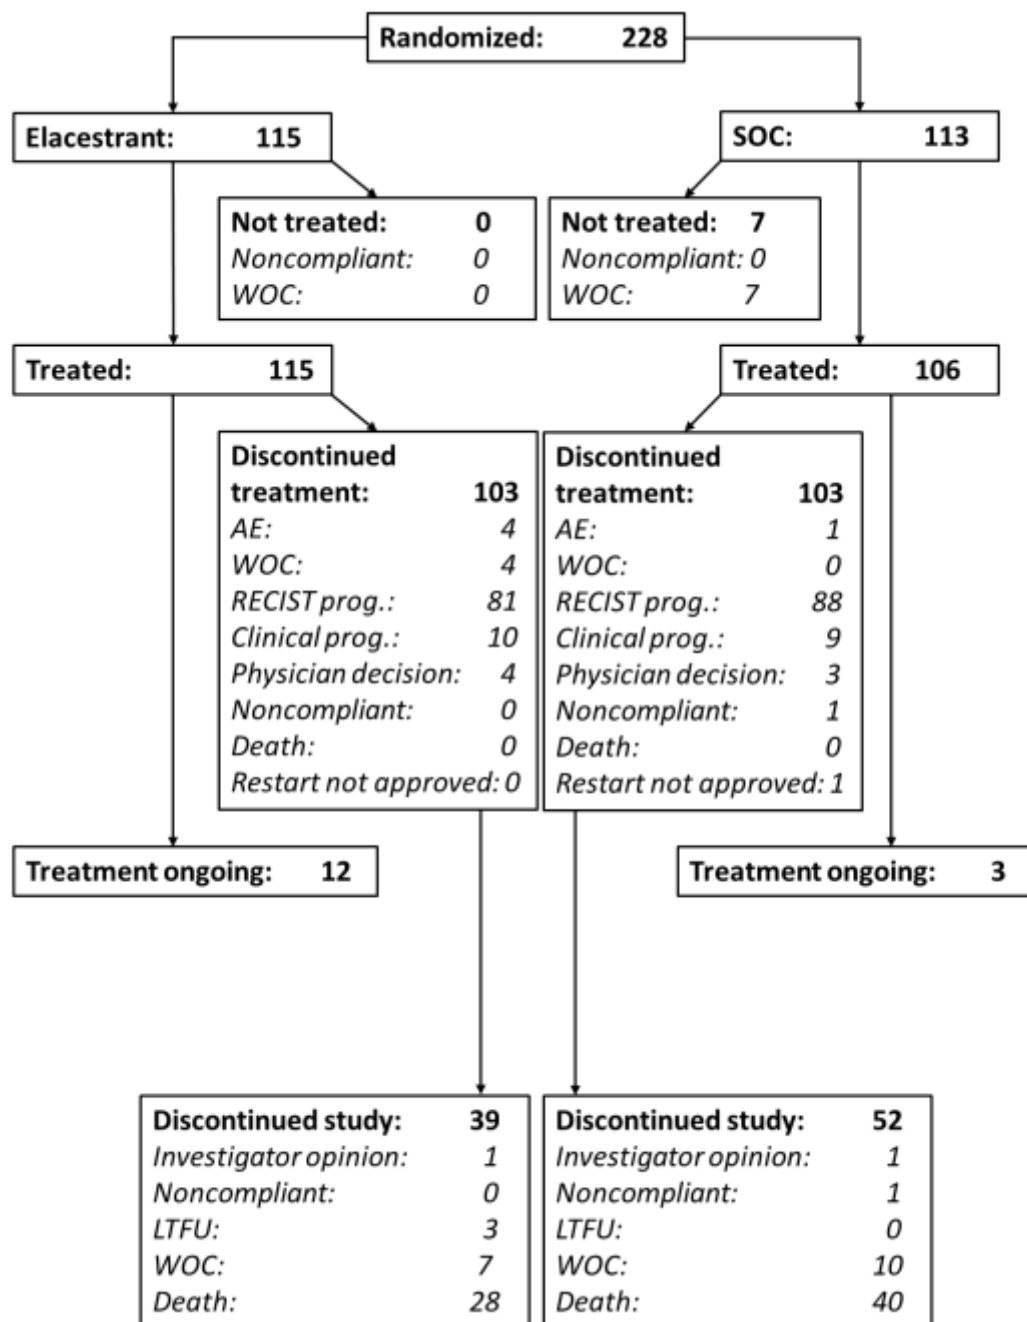 Randomized: 228
Elacestrant: 115
SOC: 113
Not treated: 0
Noncompliant: 0
WOC: 0
Not treated: 7
Noncompliant: 0
WOC: 7
Treated: 115
Treated: 106
Discontinued
treatment: 103
AE: 4
WOC: 4
RECIST prog.: 81
Clinical prog.: 10
Physician decision: 4
Noncompliant: 0
Death: 0
Restart not approved: 0
Discontinued
treatment: 103
AE: 1
WOC: 0
RECIST prog.: 88
Clinical prog.: 9
Physician decision: 3
Noncompliant: 1
Death: 0
Restart not approved: 1
Treatment ongoing: 12
Treatment ongoing: 3
Discontinued study: 39
Investigator opinion: 1
Noncompliant: 0
LTFU: 3
WOC: 7
Death: 28
Discontinued study: 52
Investigator opinion: 1
Noncompliant: 1
LTFU: 0
WOC: 10
Death: 40